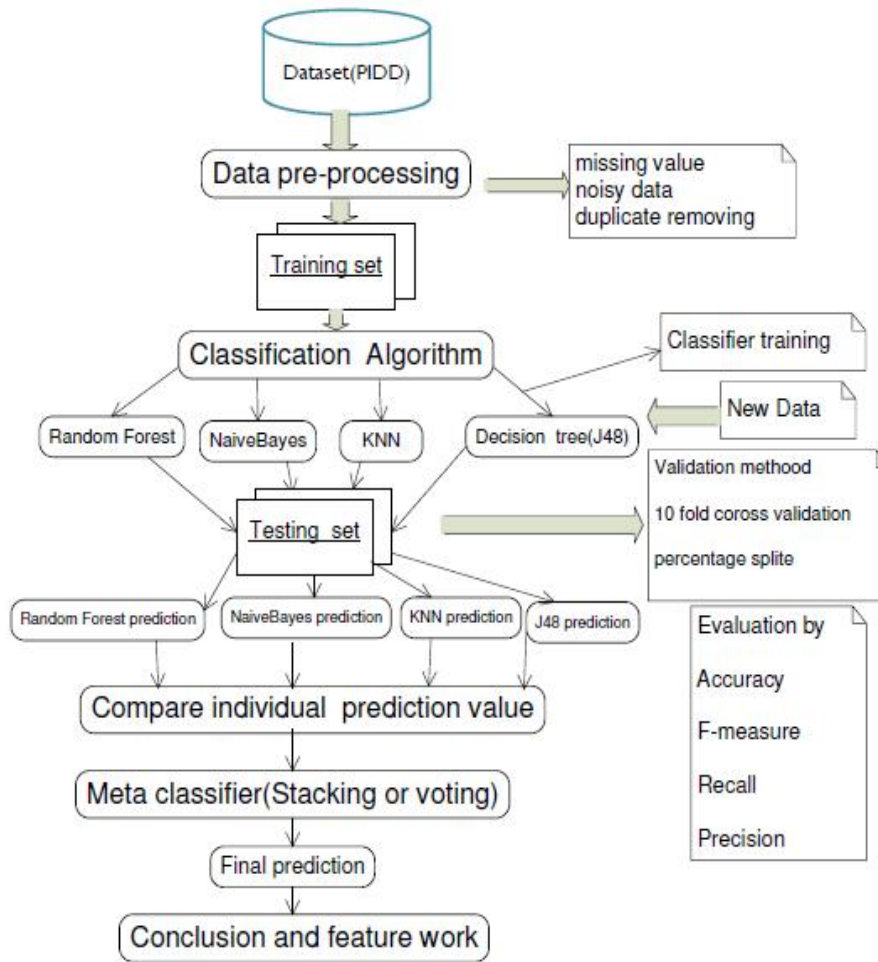 Dataset(PIDD)
Data pre-processing
missing value
noisy data
duplicate removing
Training set
Classification Algorithm
Classifier training
New Data
Random Forest
NaiveBayes
KNN
Decision tree(J48)
Validation methood
10 fold coross validation
percentage splite
Testing set
Random Forest prediction
NaiveBayes prediction
KNN prediction
J48 prediction
Evaluation by
Accuracy
F-measure
Recall
Precision
Compare individual prediction value
Meta classifier(Stacking or voting)
Final prediction
Conclusion and feature work